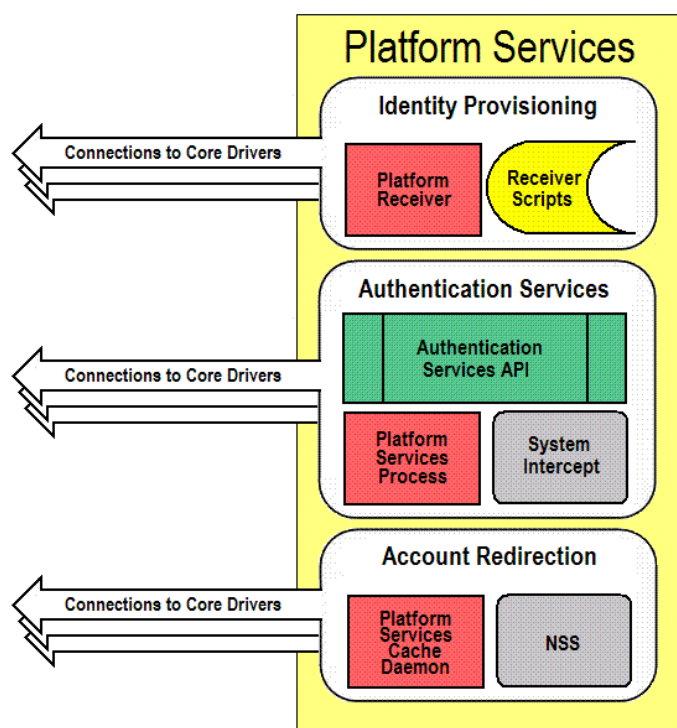 Platform Services
Identity Provisioning
Connections to Core Drivers
Platform
Receiver
Receiver
Scripts
Authentication Services
Authentication
Services API
Connections to Core Drivers
Platform
Services
Process
System
Intercept
Account Redirection
Connections to Core Drivers
Platform
Services
Cache
Daemon
NSS